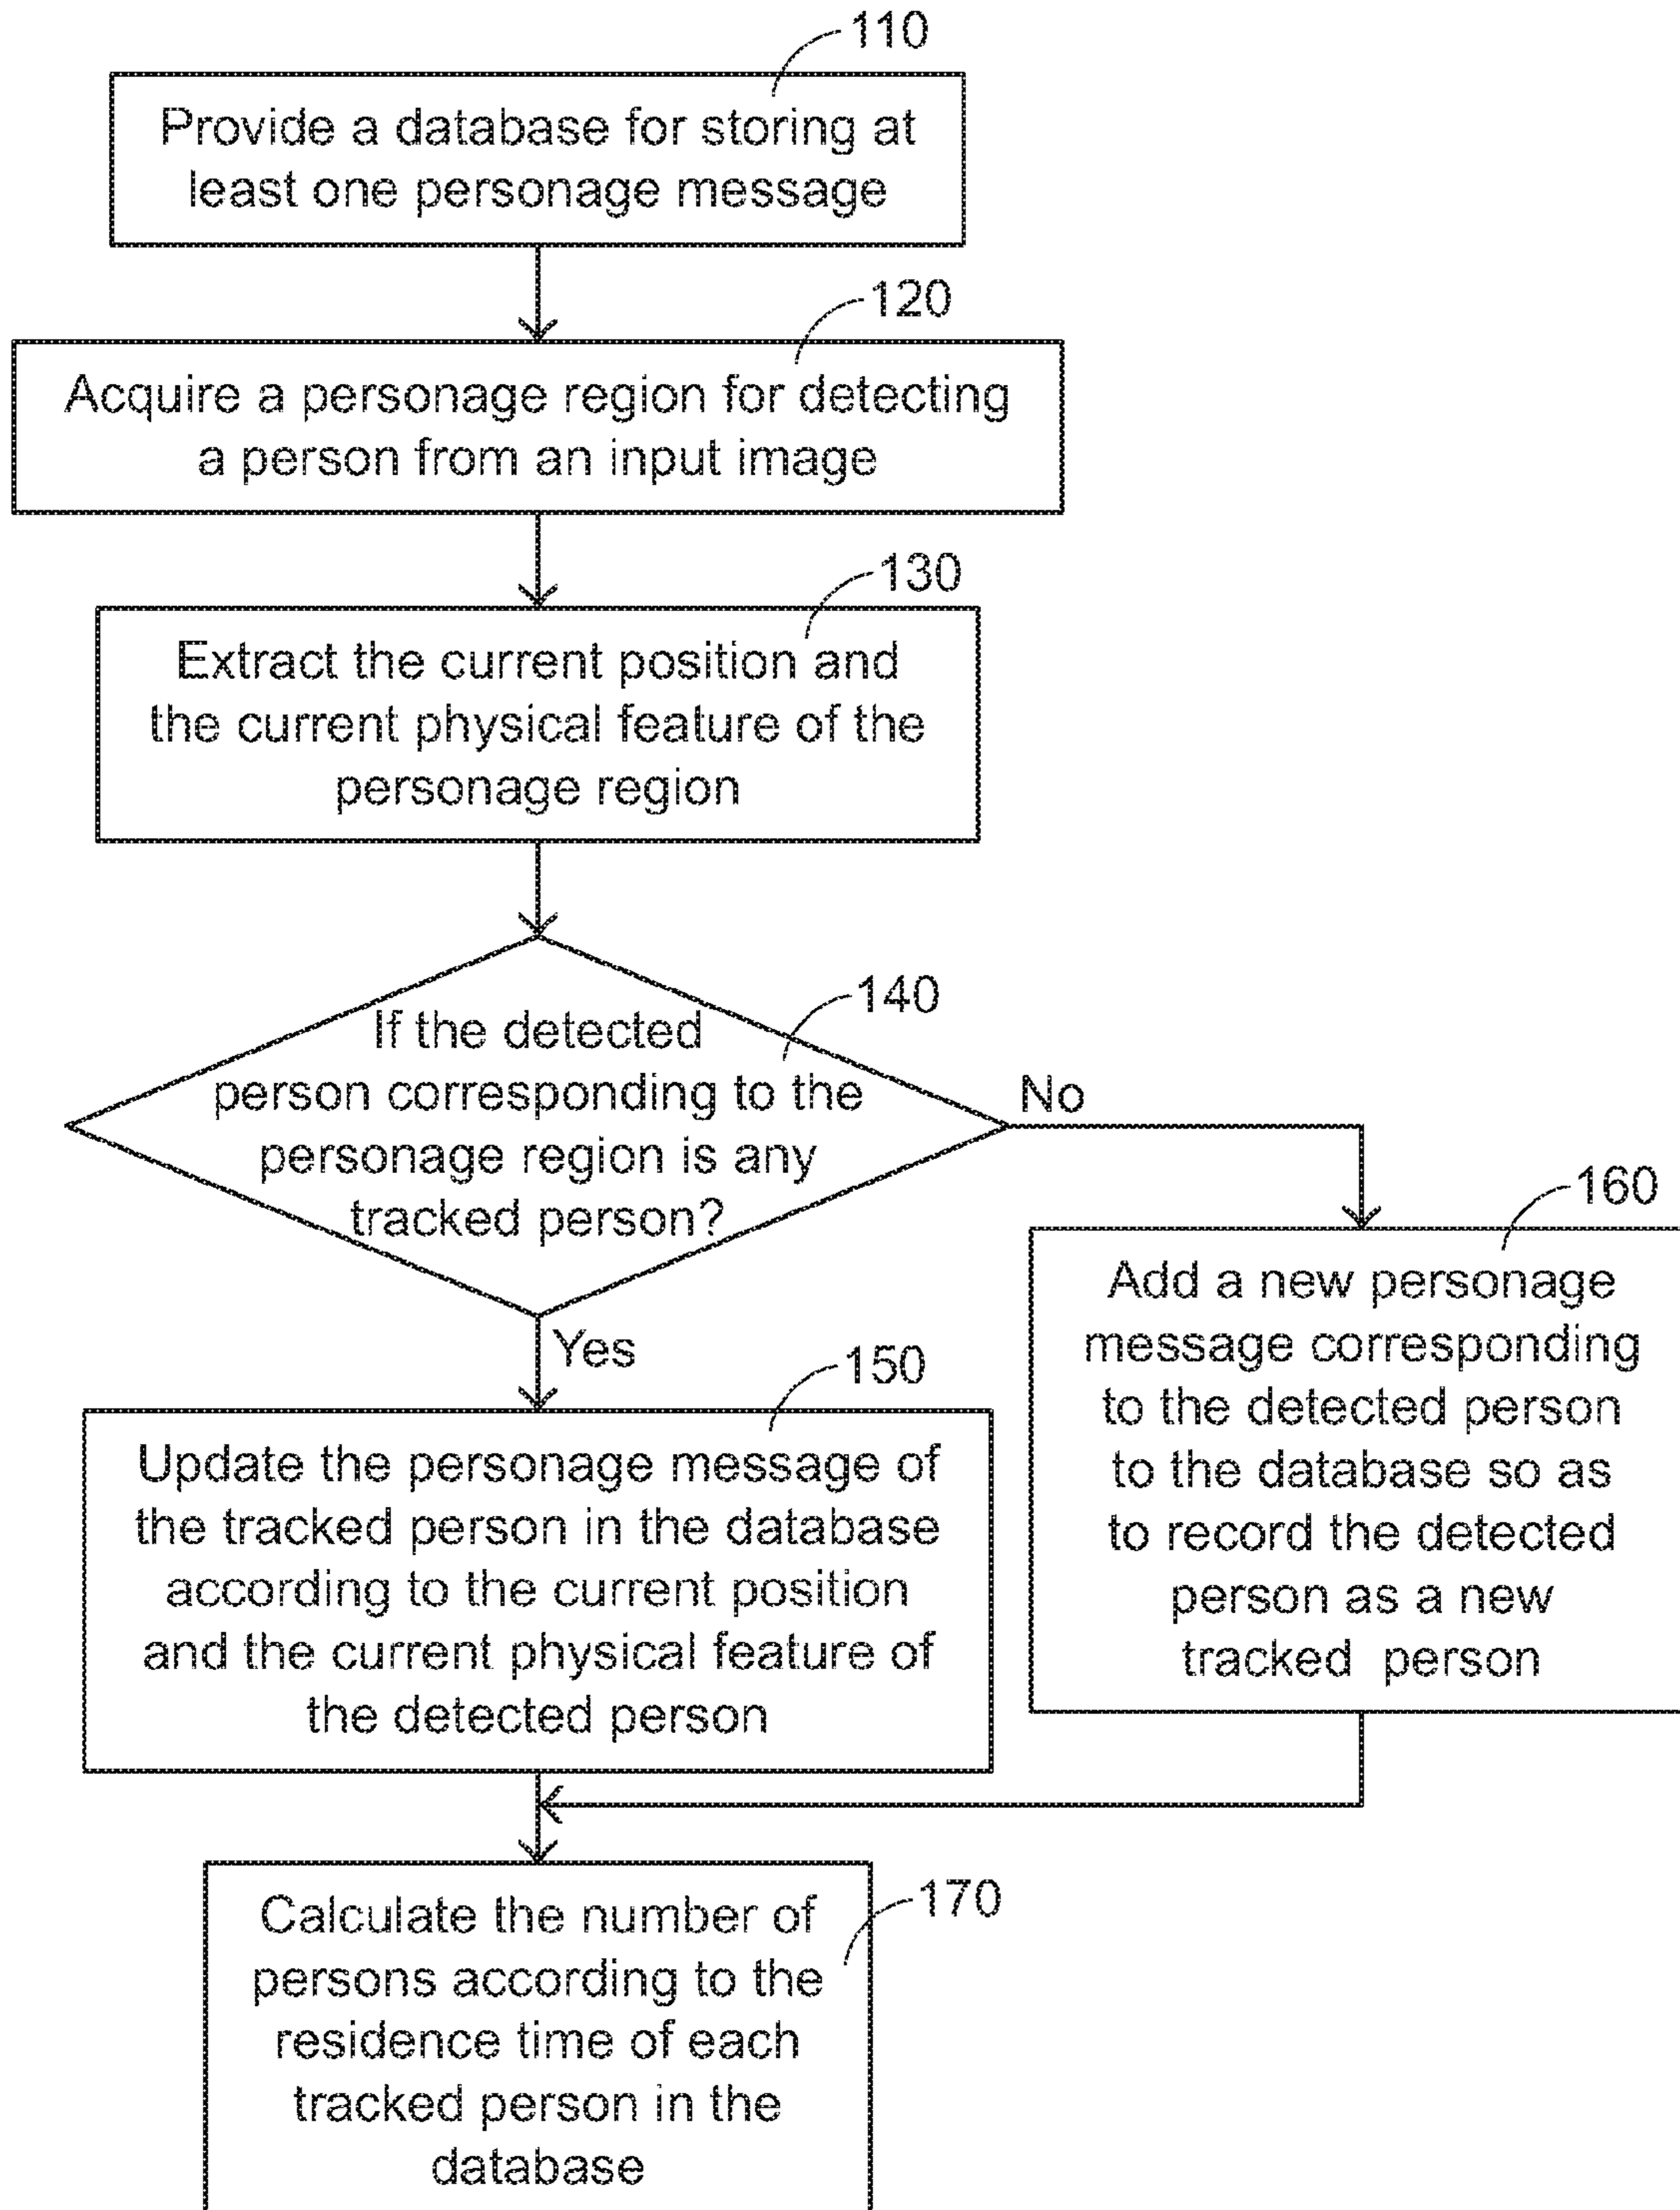 110
Provide a database for storing at
least one personage message
120
Acquire a personage region for detecting
a person from an input image
130
Extract the current position and
the current physical feature of the
personage region
140
If the detected
person corresponding to the
personage region is any
tracked person?
No
Yes
160
Add a new personage
message corresponding
to the detected person
to the database so as
to record the detected
person as a new
tracked person
150
Update the personage message of
the tracked person in the database
according to the current position
and the current physical feature of
the detected person
170
Calculate the number of
persons according to the
residence time of each
tracked person in the
database